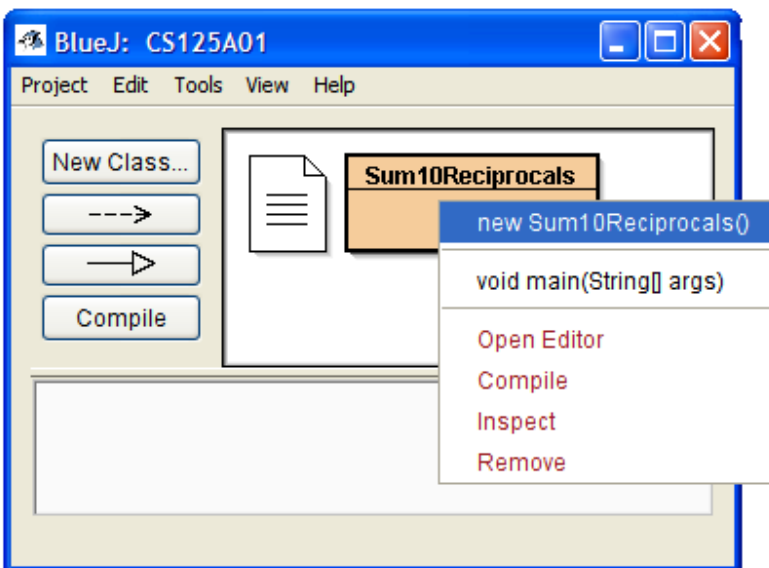 BlueJ: CS125A01
Project Edit Tools View Help
New Class...
Sum10Reciprocals
new Sum10Reciprocals()
void main(String[] args)
Compile
Open Editor
Compile
Inspect
Remove